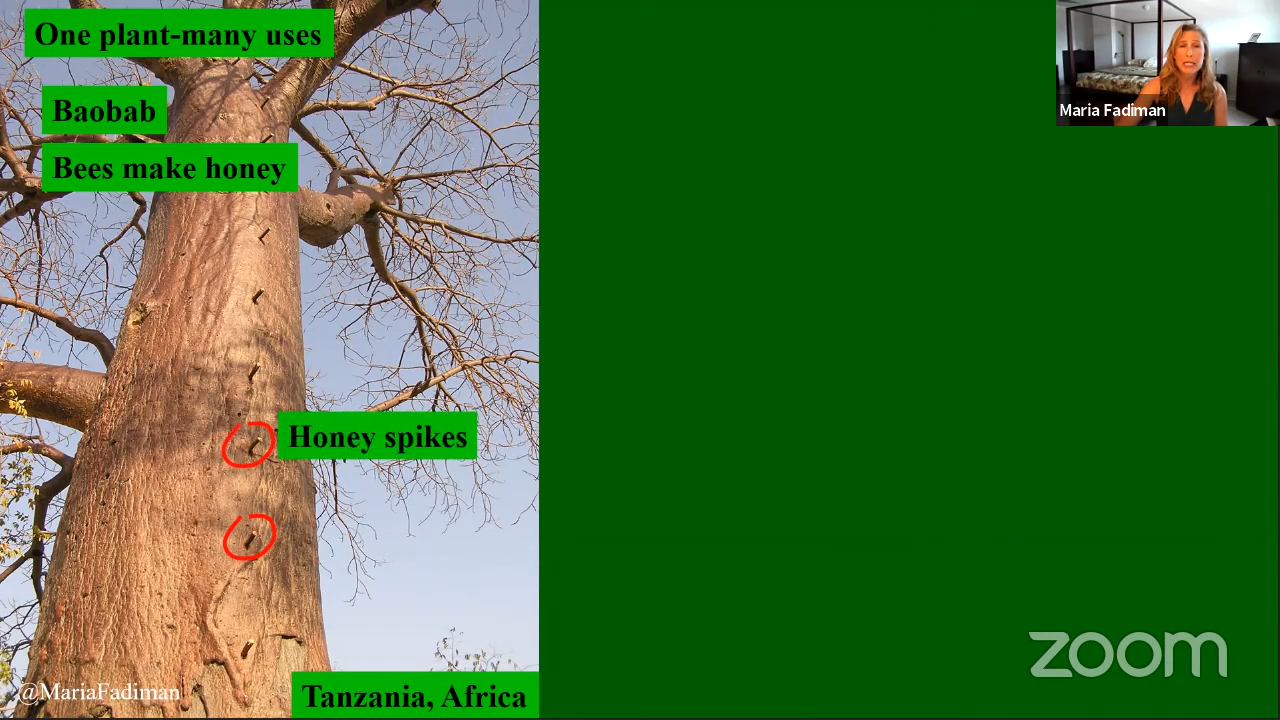 One plant-many uses
Baobab
Bees make honey
Maria Fadiman
Honey spikes
zoom
@MariaFadiman
Tanzania, Africa